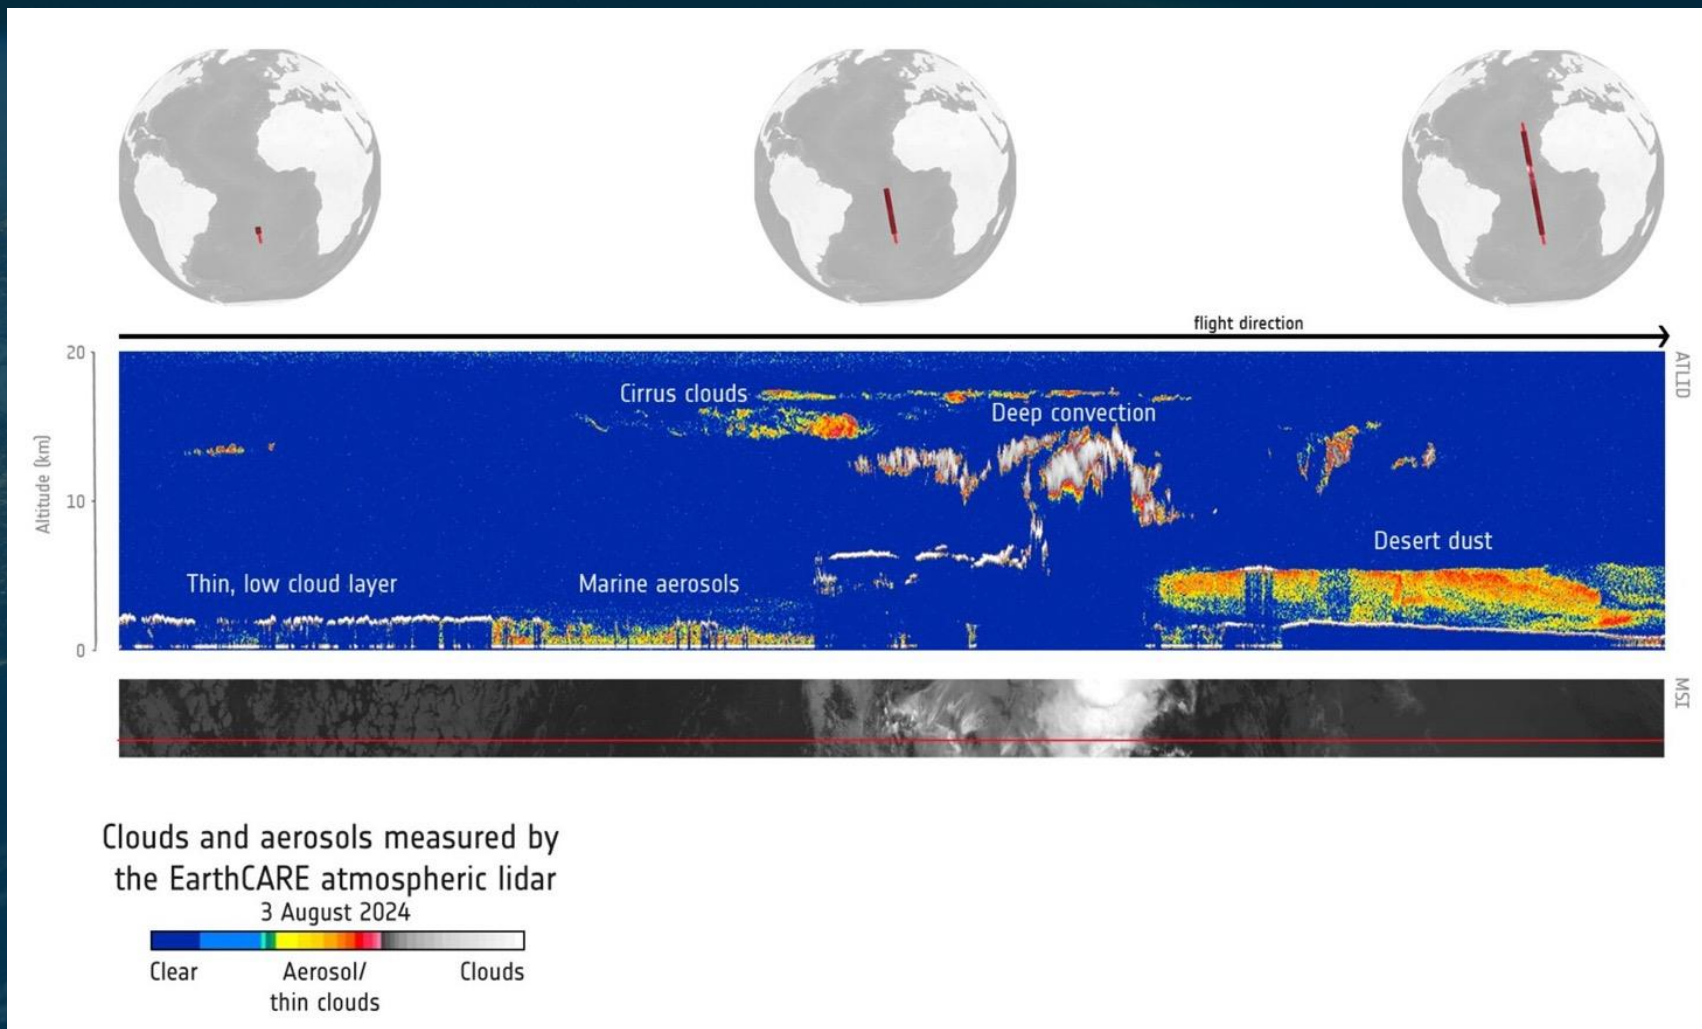 flight direction
20
ATLID
Cirrus clouds
Deep convection
Altitude (km)
10
Desert dust
Thin, low cloud layer
Marine aerosols
0
MSI
Clouds and aerosols measured by
the EarthCARE atmospheric lidar
3 August 2024
Clear
Aerosol/
thin clouds
Clouds